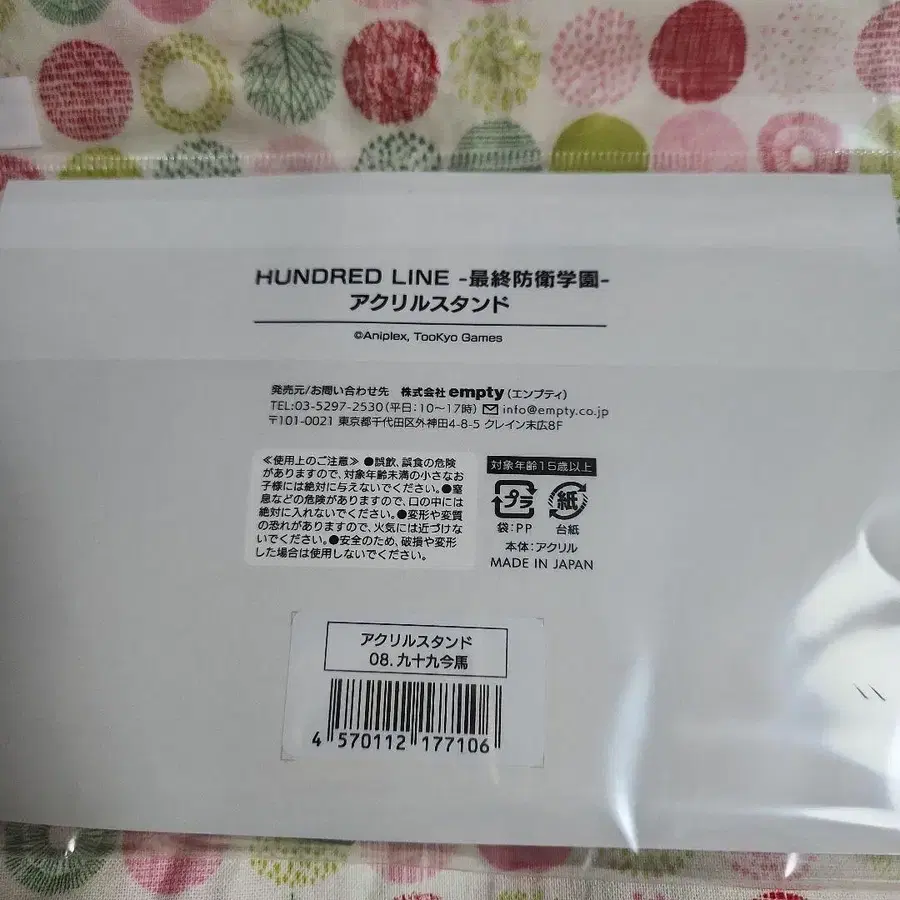 HUNDRED LINE -最終防衛学園-
アクリルスタンド
©Aniplex, TooKyo Games
発売元/お問い合わせ先 株式会社empty(エンプティ)
TEL:03-5297-2530(平日:10～17時) info@empty.co.jp
〒101-0021 東京都千代田区外神田4-8-5 クレイン末広8F
≪使用上のご注意≫ ●誤飲、誤食の危険
がありますので、対象年齢未満の小さなお
子様には絶対に与えないでください。●窒
息などの危険がありますので、口の中には
絶対に入れないでください。●変形や変質
の恐れがありますので、火気には近づけな
いでください。●安全のため、破損や変形
した場合は使用しないでください。
対象年齢15歳以上
プラ 紙
袋:PP 台紙
本体:アクリル
MADE IN JAPAN
アクリルスタンド
08.九十九今馬
4 570112 177106